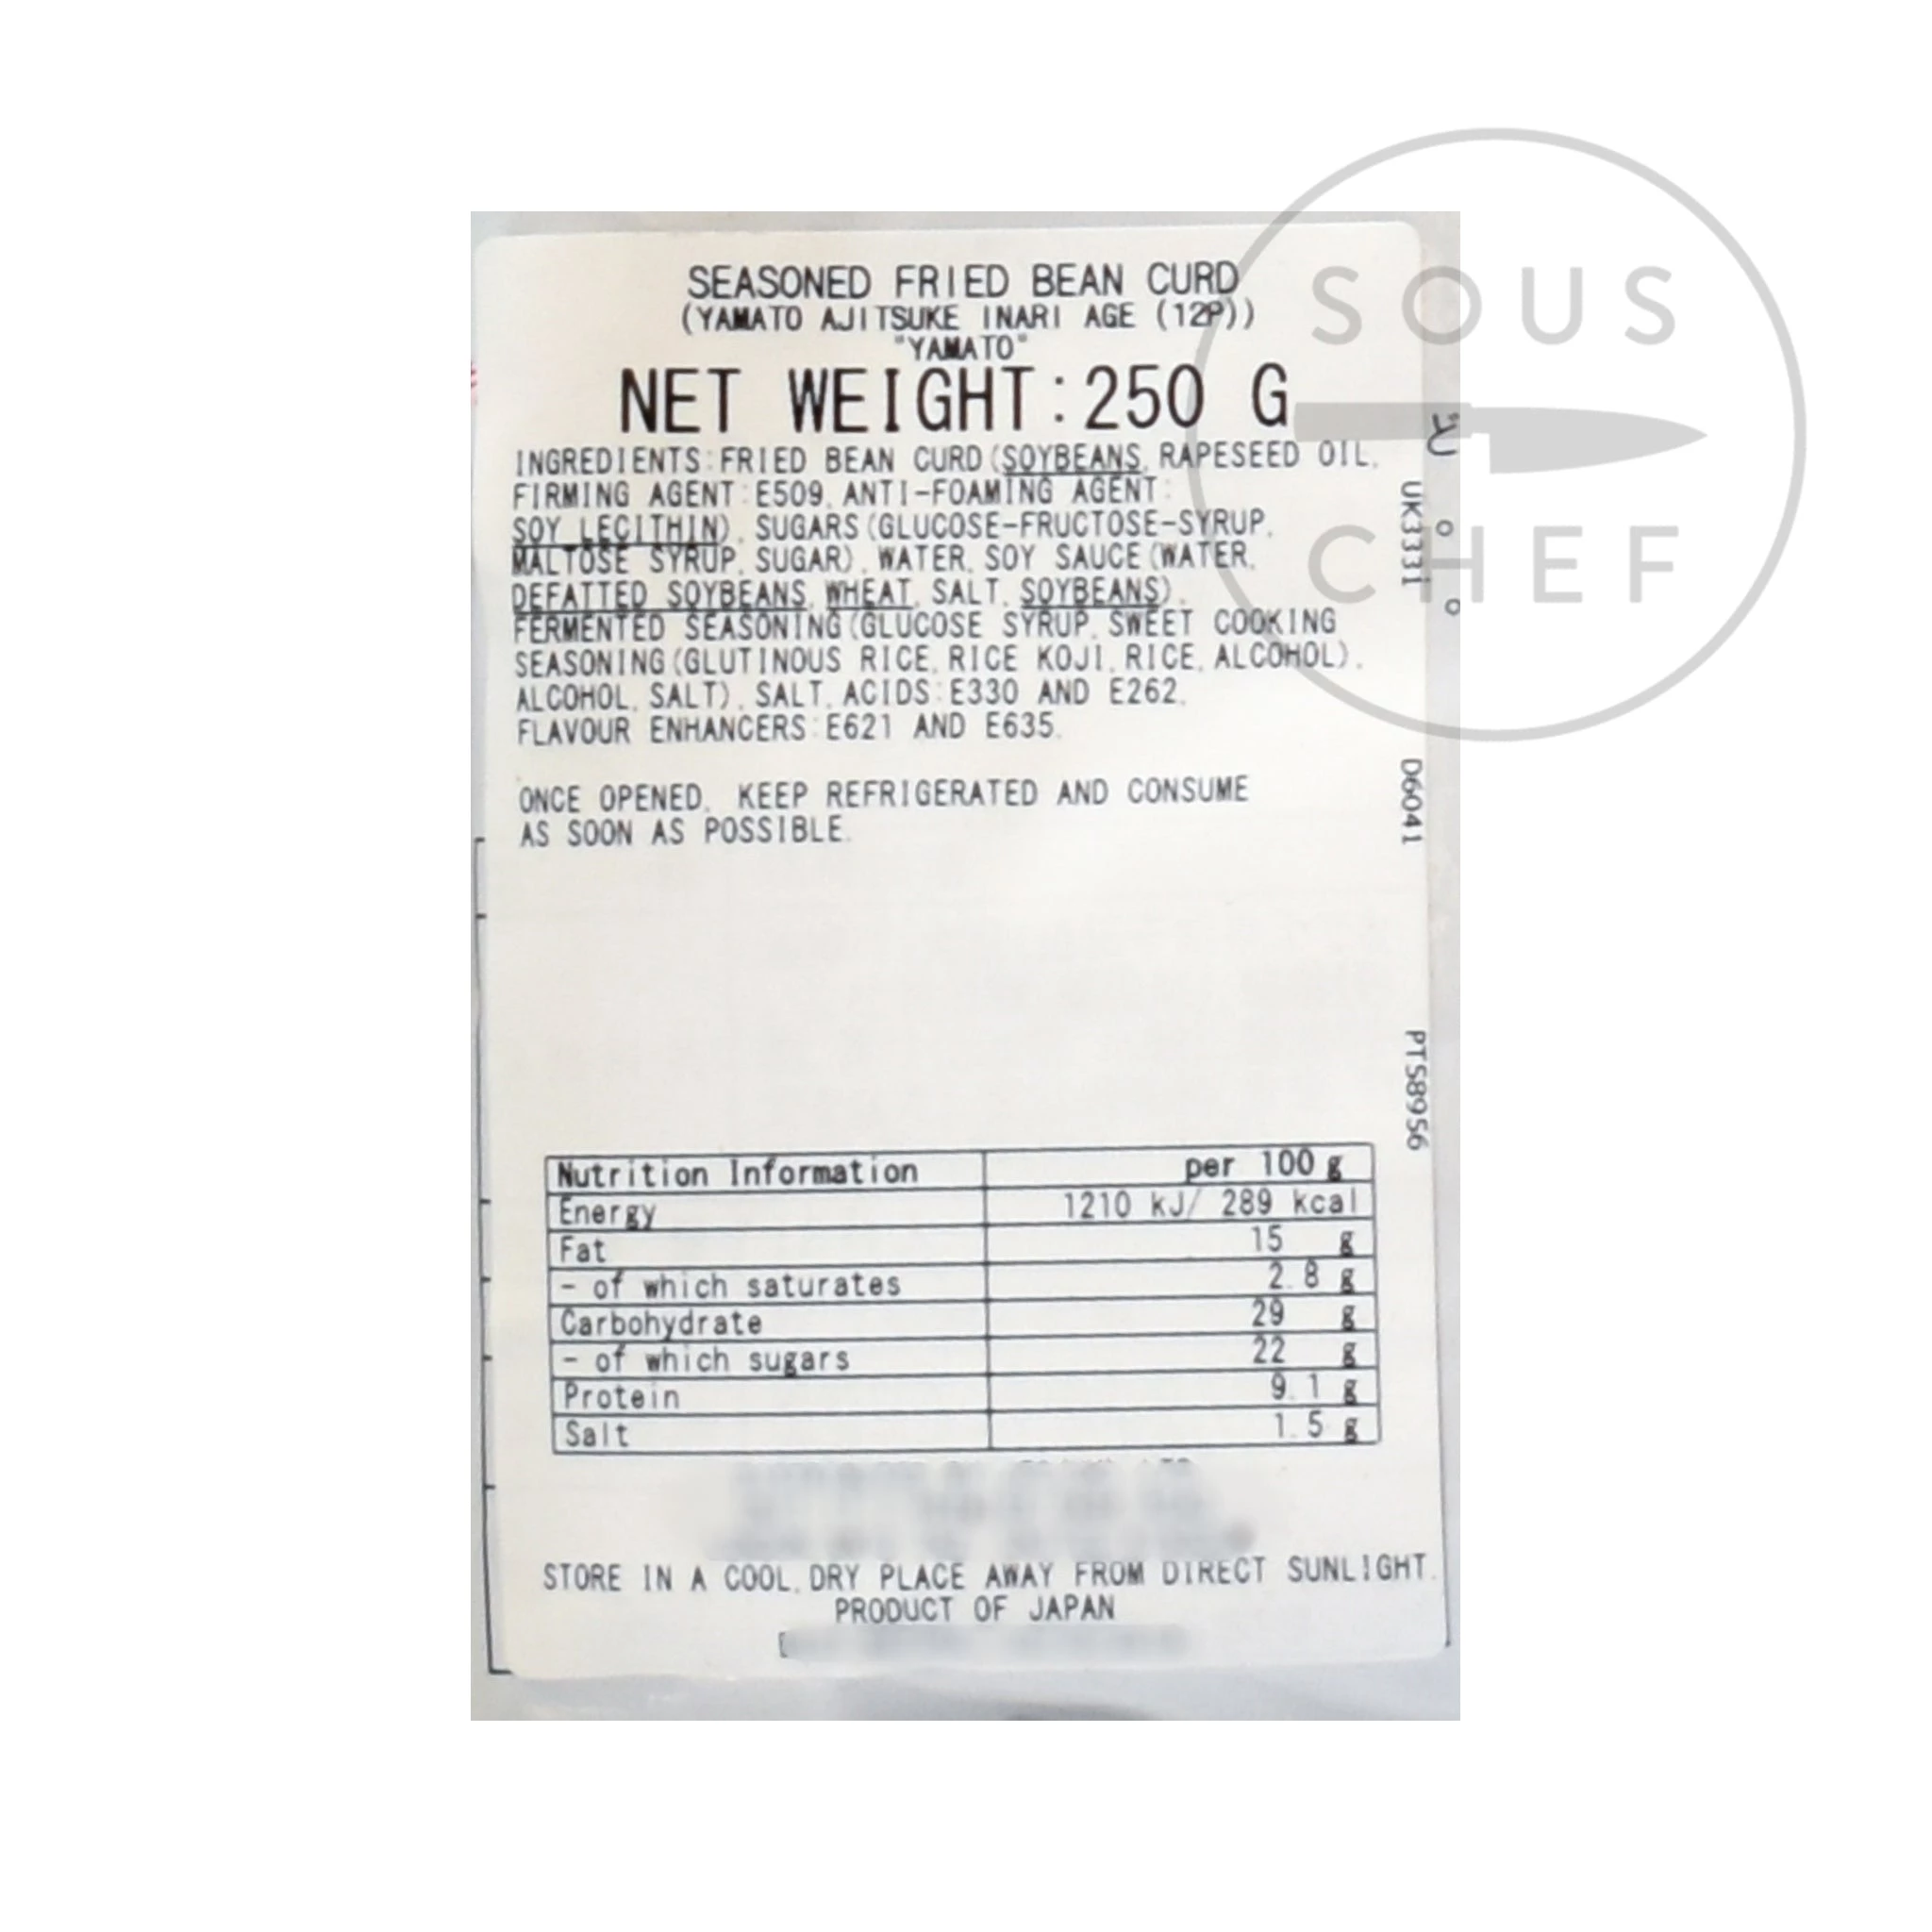 SOUS
CHEF
SEASONED FRIED BEAN CURD
(YAMATO AJITSUKE INARI AGE (12P))
"YAMATO"
NET WEIGHT:250 G
INGREDIENTS:FRIED BEAN CURD(SOYBEANS, RAPESEED OIL,
FIRMING AGENT:E509, ANTI-FOAMING AGENT:
SOY LECITHIN), SUGARS(GLUCOSE-FRUCTOSE-SYRUP,
MALTOSE SYRUP, SUGAR), WATER, SOY SAUCE(WATER,
DEFATTED SOYBEANS, WHEAT, SALT, SOYBEANS),
FERMENTED SEASONING(GLUCOSE SYRUP, SWEET COOKING
SEASONING(GLUTINOUS RICE, RICE KOJI, RICE, ALCOHOL),
ALCOHOL, SALT), SALT, ACIDS:E330 AND E262,
FLAVOUR ENHANCERS:E621 AND E635.
ONCE OPENED, KEEP REFRIGERATED AND CONSUME
AS SOON AS POSSIBLE.
UK3331
D6041
PTS8956
Nutrition Information per 100 g
Energy 1210 kJ/ 289 kcal
Fat 15 g
- of which saturates 2.8 g
Carbohydrate 29 g
- of which sugars 22 g
Protein 9.1 g
Salt 1.5 g
STORE IN A COOL, DRY PLACE AWAY FROM DIRECT SUNLIGHT.
PRODUCT OF JAPAN